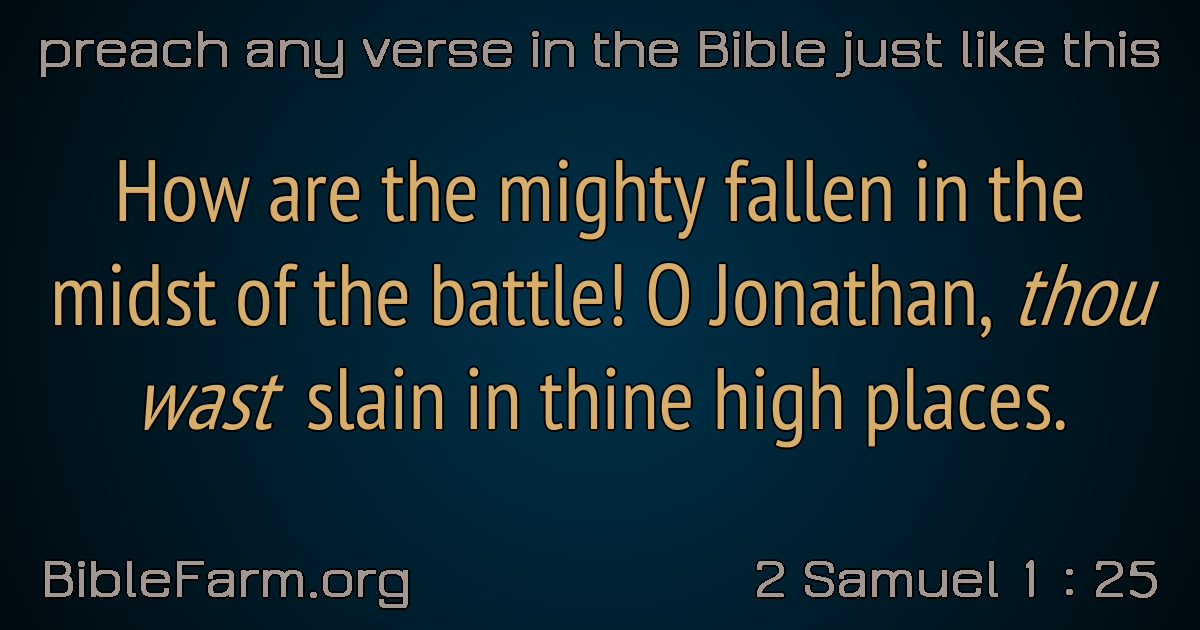 preach any verse in the Bible just like this
How are the mighty fallen in the
midst of the battle! O Jonathan, thou
wast slain in thine high places.
BibleFarm.org
2 Samuel 1 : 25